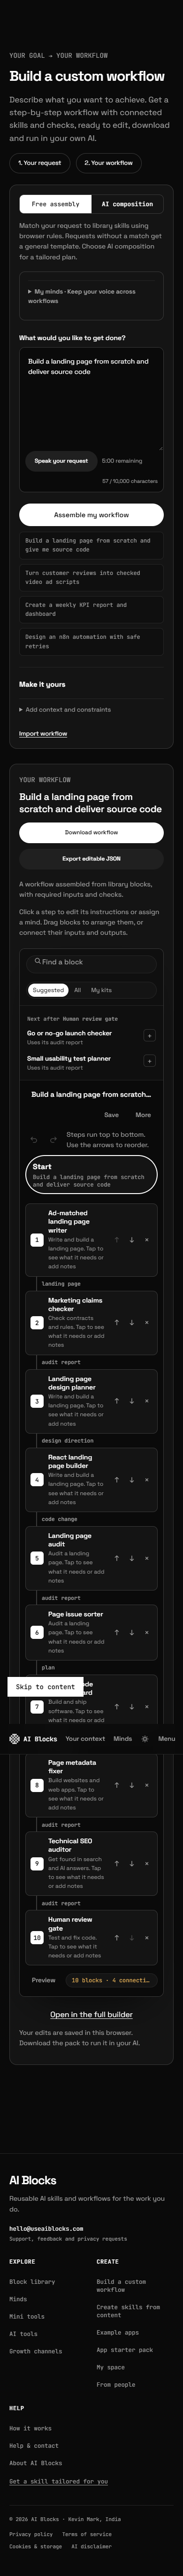 YOUR GOAL → YOUR WORKFLOW
Build a custom workflow
Describe what you want to achieve. Get a
step-by-step workflow with connected
skills and checks, ready to edit, download
and run in your own AI.
1. Your request
2. Your workflow
Free assembly
AI composition
Match your request to library skills using
browser rules. Requests without a match get
a general template. Choose AI composition
for a tailored plan.
▸ My minds · Keep your voice across
workflows
What would you like to get done?
Build a landing page from scratch and
deliver source code
Speak your request
5:00 remaining
57 / 10,000 characters
Assemble my workflow
Build a landing page from scratch and
give me source code
Turn customer reviews into checked
video ad scripts
Create a weekly KPI report and
dashboard
Design an n8n automation with safe
retries
Make it yours
▸ Add context and constraints
Import workflow
YOUR WORKFLOW
Build a landing page from
scratch and deliver source code
Download workflow
Export editable JSON
A workflow assembled from library blocks,
with required inputs and checks.
Click a step to edit its instructions or assign
a mind. Drag blocks to change order, or
connect their inputs and outputs.
Find a block
Suggested
All
My kits
Next after Human review gate
Go or no-go launch checker
Uses its audit report
+
Small usability test planner
Uses its audit report
+
Build a landing page from scratch...
Save
More
Steps run top to bottom.
Use the arrows to reorder.
Start
Build a landing page from scratch
and deliver source code
1
Ad-matched
landing page
writer
Write and build a
landing page. Tap to
see what it needs or
add notes
↑ ↓ ×
landing page
2
Marketing claims
checker
Check contracts
and rules. Tap to see
what it needs or add
notes
↑ ↓ ×
audit report
3
Landing page
design planner
Write and build a
landing page. Tap to
see what it needs or
add notes
↑ ↓ ×
design direction
4
React landing
page builder
Write and build a
landing page. Tap to
see what it needs or
add notes
↑ ↓ ×
code change
5
Landing page
audit
Audit a landing
page. Tap to see
what it needs or add
notes
↑ ↓ ×
audit report
6
Page issue sorter
Audit a landing
page. Tap to see
what it needs or add
notes
↑ ↓ ×
plan
Skip to content
7
Build and ship
software. Tap to see
what it needs or add
↑ ↓ ×
AI Blocks
Your context
Minds
Menu
8
Page metadata
fixer
Build websites and
web apps. Tap to
see what it needs or
add notes
↑ ↓ ×
audit report
9
Technical SEO
auditor
Get found in search
and AI answers. Tap
to see what it needs
or add notes
↑ ↓ ×
audit report
10
Human review
gate
Test and fix code.
Tap to see what it
needs or add notes
↑ ↓ ×
Preview
10 blocks · 4 connecti...
Open in the full builder
Your edits are saved in this browser.
Download the pack to run it in your AI.
AI Blocks
Reusable AI skills and workflows for the work you
do.
hello@useaiblocks.com
Support, feedback and privacy requests
EXPLORE
Block library
Minds
Mini tools
AI tools
Growth channels
CREATE
Build a custom
workflow
Create skills from
content
Example apps
App starter pack
My space
From people
HELP
How it works
Help & contact
About AI Blocks
Get a skill tailored for you
© 2026 AI Blocks · Kevin Mark, India
Privacy policy
Terms of service
Cookies & storage
AI disclaimer